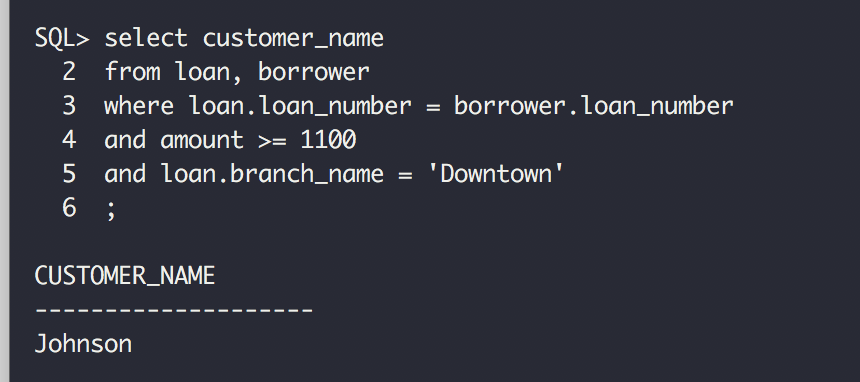 SQL> select customer_name
  2  from loan, borrower
  3  where loan.loan_number = borrower.loan_number
  4  and amount >= 1100
  5  and loan.branch_name = 'Downtown'
  6  ;
CUSTOMER_NAME
--------------------
Johnson